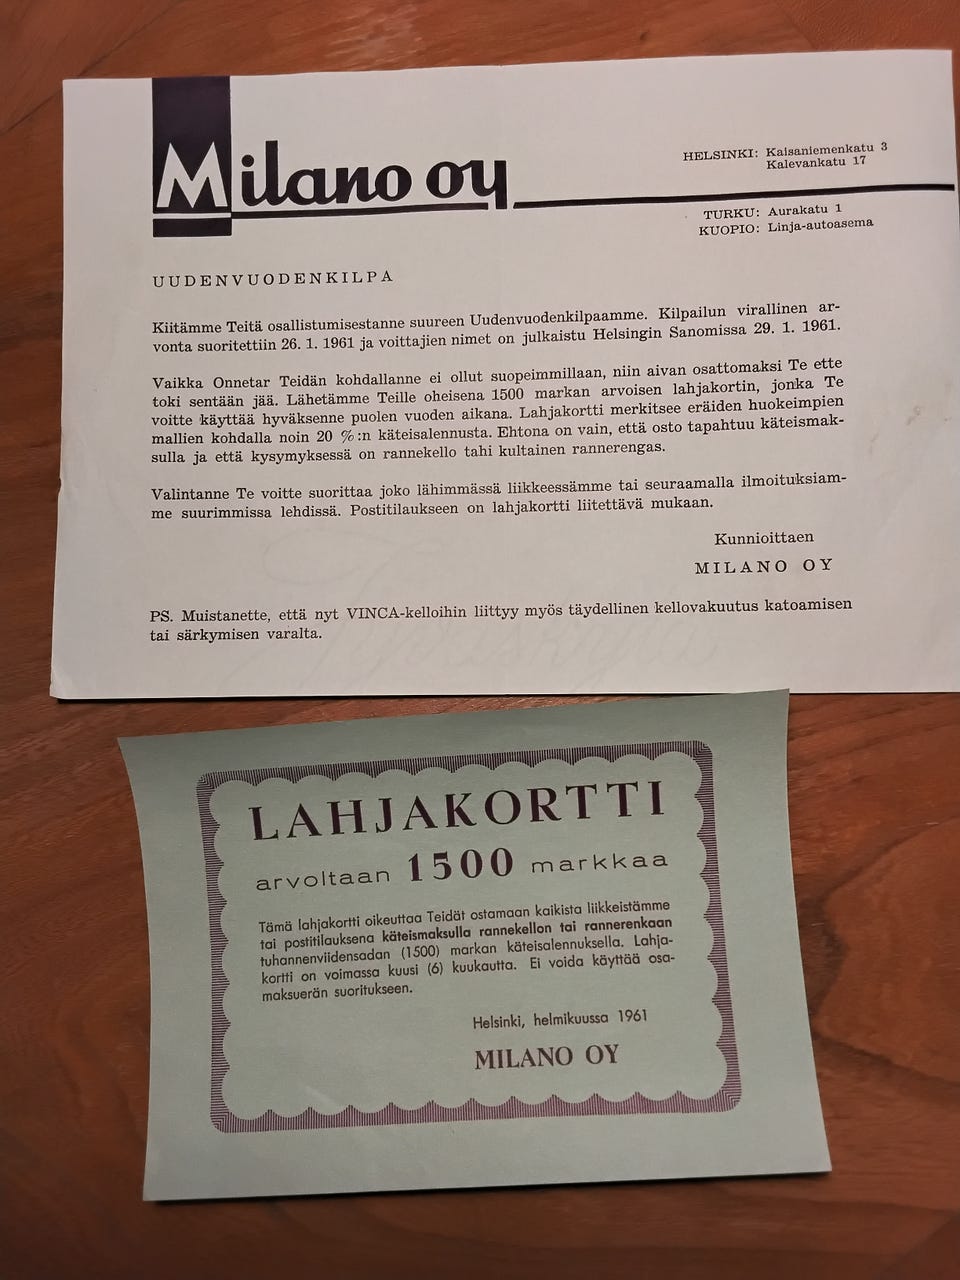 Milano oy
HELSINKI: Kaisaniemenkatu 3
Kalevankatu 17
TURKU: Aurakatu 1
KUOPIO: Linja-autoasema
UUDENVUODENKILPA
Kiitämme Teitä osallistumisestanne suureen Uudenvuodenkilpaamme. Kilpailun virallinen ar-
vonta suoritettiin 26. 1. 1961 ja voittajien nimet on julkaistu Helsingin Sanomissa 29. 1. 1961.
Vaikka Onnetar Teidän kohdallanne ei ollut suopeimmillaan, niin aivan osattomaksi Te ette
toki sentään jää. Lähetämme Teille oheisena 1500 markan arvoisen lahjakortin, jonka Te
voitte käyttää hyväksenne puolen vuoden aikana. Lahjakortti merkitsee eräiden huokeimpien
mallien kohdalla noin 20 %:n käteisalennusta. Ehtona on vain, että osto tapahtuu käteismak-
sulla ja että kysymyksessä on rannekello tahi kultainen rannerengas.
Valintanne Te voitte suorittaa joko lähimmässä liikkeessämme tai seuraamalla ilmoituksiam-
me suurimmissa lehdissä. Postitilaukseen on lahjakortti liitettävä mukaan.
Kunnioittaen
MILANO OY
PS. Muistanette, että nyt VINCA-kelloihin liittyy myös täydellinen kellovakuutus katoamisen
tai särkymisen varalta.
LAHJAKORTTI
arvoltaan 1500 markkaa
Tämä lahjakortti oikeuttaa Teidät ostamaan kaikista liikkeistämme
tai postitilauksena käteismaksulla rannekellon tai rannerenkaan
tuhannenviidensadan (1500) markan käteisalennuksella. Lahja-
kortti on voimassa kuusi (6) kuukautta. Ei voida käyttää osa-
maksuerän suoritukseen.
Helsinki, helmikuussa 1961
MILANO OY